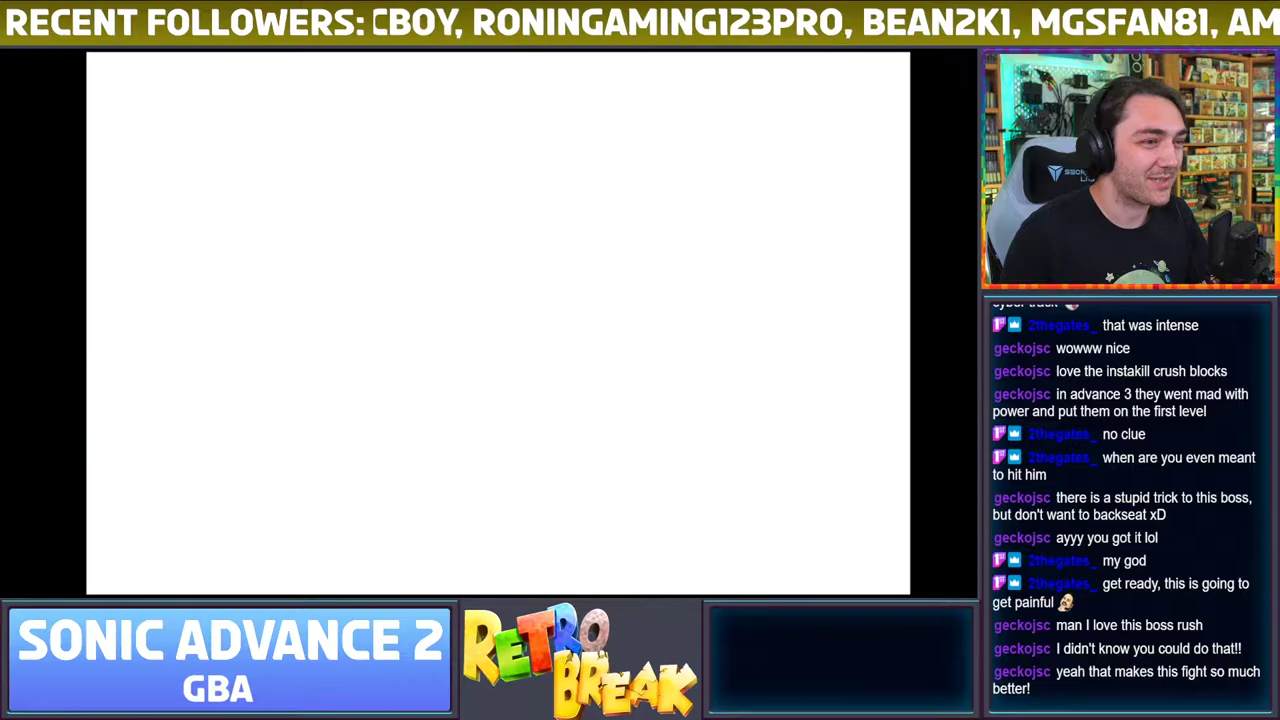 RECENT FOLLOWERS: CBOY, RONINGAMING123PRO, BEAN2K1, MGSFAN81, AM
2thegates_ that was intense
geckojsc wowww nice
geckojsc love the instakill crush blocks
geckojsc in advance 3 they went mad with
power and put them on the first level
2thegates_ no clue
2thegates_ when are you even meant
to hit him
geckojsc there is a stupid trick to this boss,
but don't want to backseat xD
geckojsc ayyy you got it lol
2thegates_ my god
2thegates_ get ready, this is going to
get painful
geckojsc man I love this boss rush
geckojsc I didn't know you could do that!!
geckojsc yeah that makes this fight so much
better!
SONIC ADVANCE 2
GBA
RETRO
BREAK